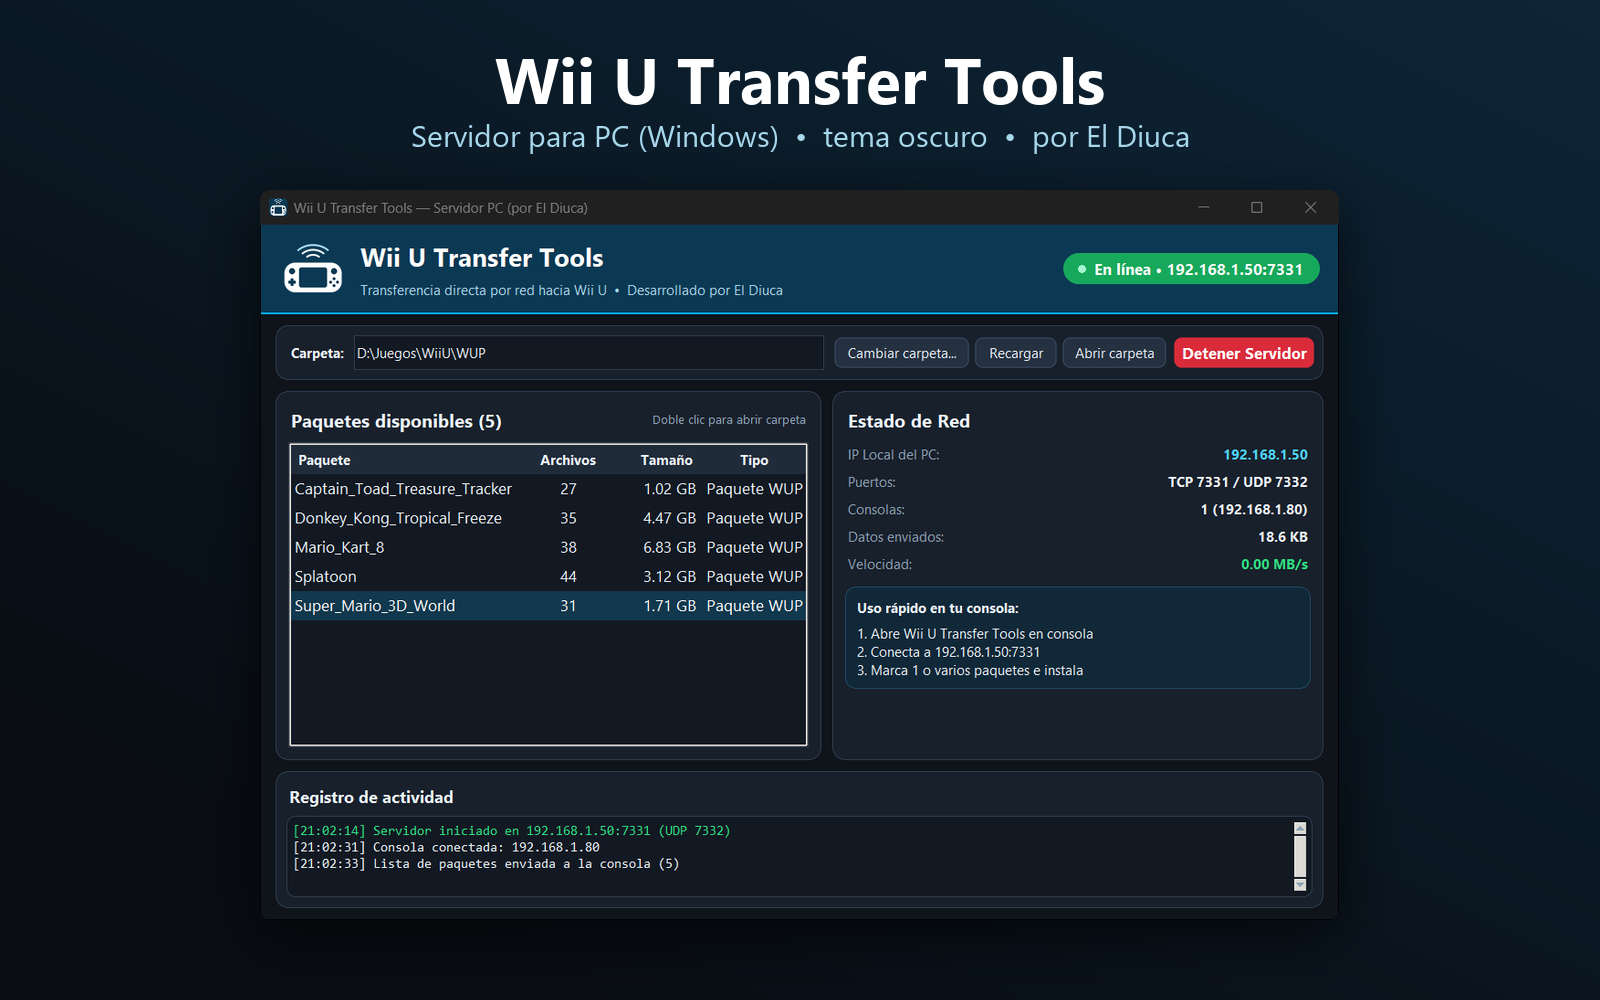 Wii U Transfer Tools
Servidor para PC (Windows) • tema oscuro • por El Diuca
Wii U Transfer Tools — Servidor PC (por El Diuca)
Wii U Transfer Tools
Transferencia directa por red hacia Wii U • Desarrollado por El Diuca
En línea • 192.168.1.50:7331
Carpeta: D:\Juegos\WiiU\WUP Cambiar carpeta... Recargar Abrir carpeta Detener Servidor
Paquetes disponibles (5) Doble clic para abrir carpeta
Paquete Archivos Tamaño Tipo
Captain_Toad_Treasure_Tracker 27 1.02 GB Paquete WUP
Donkey_Kong_Tropical_Freeze 35 4.47 GB Paquete WUP
Mario_Kart_8 38 6.83 GB Paquete WUP
Splatoon 44 3.12 GB Paquete WUP
Super_Mario_3D_World 31 1.71 GB Paquete WUP
Estado de Red
IP Local del PC: 192.168.1.50
Puertos: TCP 7331 / UDP 7332
Consolas: 1 (192.168.1.80)
Datos enviados: 18.6 KB
Velocidad: 0.00 MB/s
Uso rápido en tu consola:
1. Abre Wii U Transfer Tools en consola
2. Conecta a 192.168.1.50:7331
3. Marca 1 o varios paquetes e instala
Registro de actividad
[21:02:14] Servidor iniciado en 192.168.1.50:7331 (UDP 7332)
[21:02:31] Consola conectada: 192.168.1.80
[21:02:33] Lista de paquetes enviada a la consola (5)